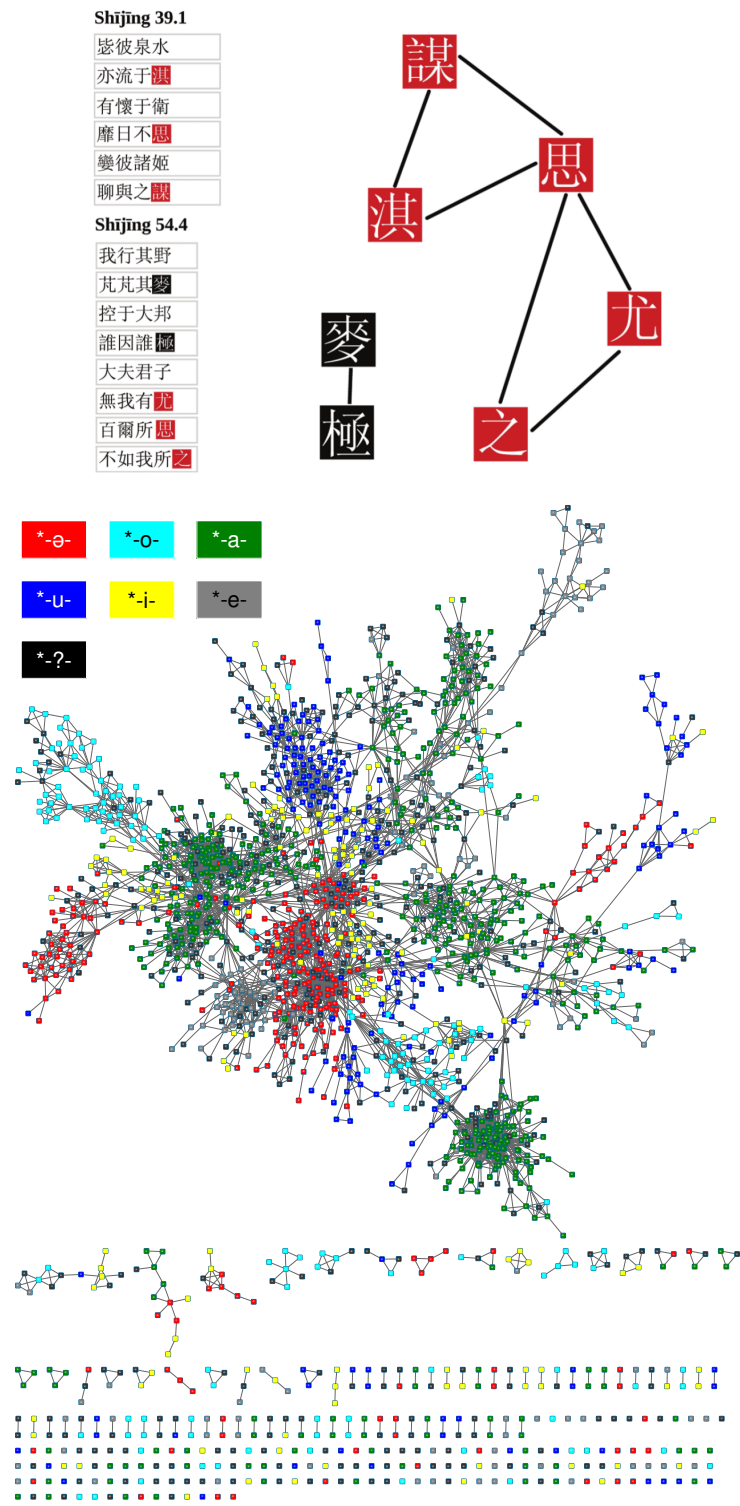 Shījīng 39.1
毖彼泉水
亦流于淇
有懷于衛
靡日不思
孌彼諸姬
聊與之謀
Shījīng 54.4
我行其野
芃芃其麥
控于大邦
誰因誰極
大夫君子
無我有尤
百爾所思
不如我所之
謀
思
淇
尤
麥
極
之
*-ə- *-o- *-a-
*-u- *-i- *-e-
*-?-